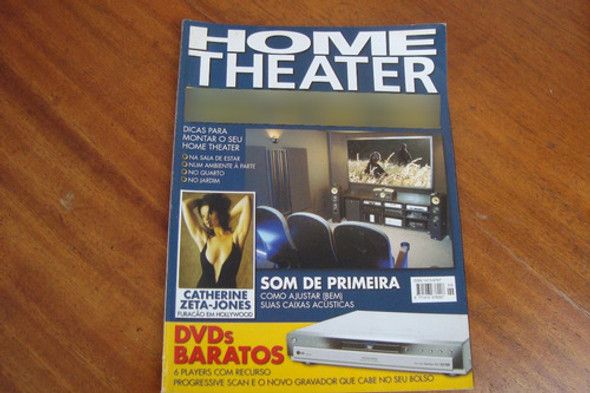 HOME
THEATER
DICAS PARA
MONTAR O SEU
HOME THEATER
NA SALA DE ESTAR
NUM AMBIENTE À PARTE
NO QUARTO
NO JARDIM
CATHERINE
ZETA-JONES
FURACÃO EM HOLLYWOOD
SOM DE PRIMEIRA
COMO AJUSTAR (BEM)
SUAS CAIXAS ACÚSTICAS
DVDs
BARATOS
6 PLAYERS COM RECURSO
PROGRESSIVE SCAN E O NOVO GRAVADOR QUE CABE NO SEU BOLSO